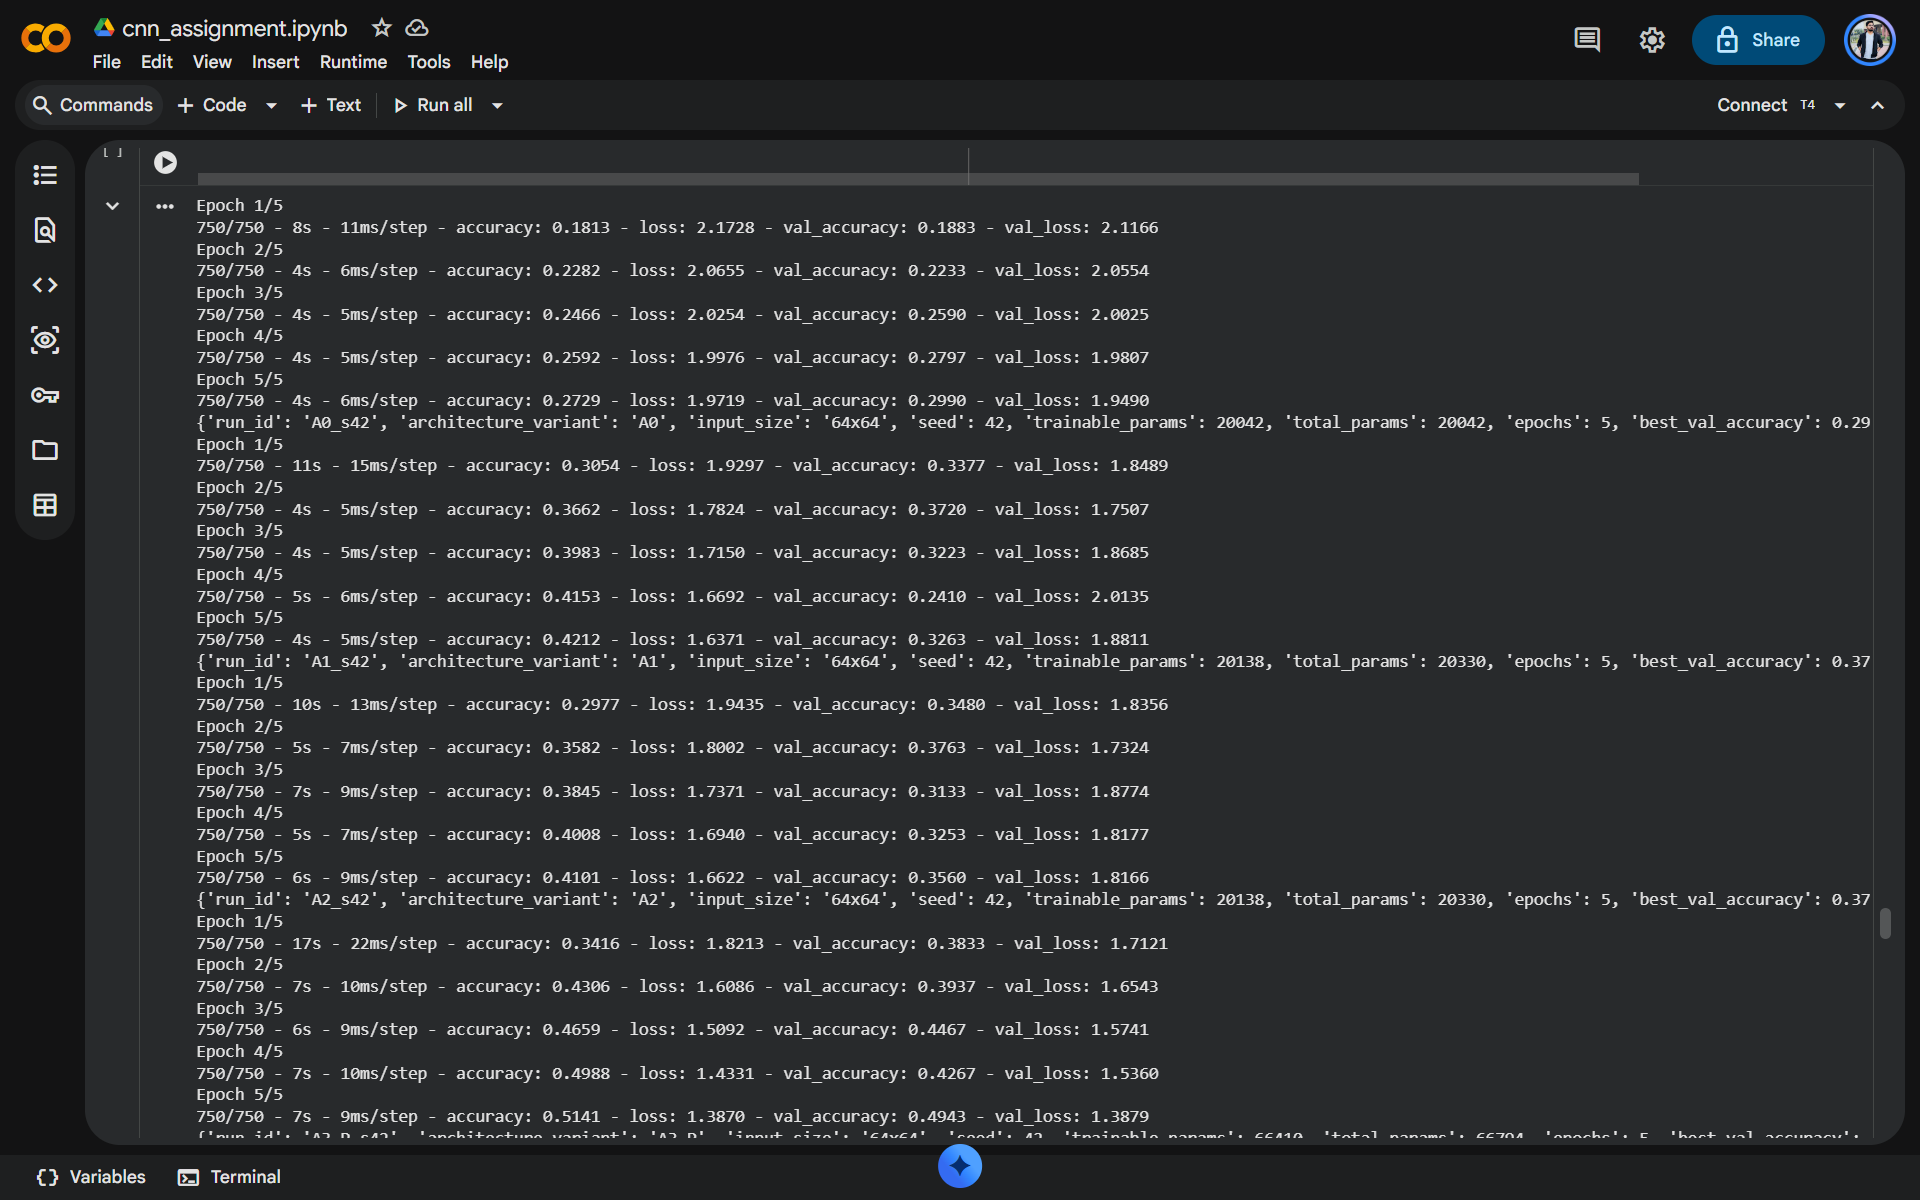 cnn_assignment.ipynb
File Edit View Insert Runtime Tools Help
Share
Commands + Code + Text Run all
Connect T4
[ ]
Epoch 1/5
750/750 - 8s - 11ms/step - accuracy: 0.1813 - loss: 2.1728 - val_accuracy: 0.1883 - val_loss: 2.1166
Epoch 2/5
750/750 - 4s - 6ms/step - accuracy: 0.2282 - loss: 2.0655 - val_accuracy: 0.2233 - val_loss: 2.0554
Epoch 3/5
750/750 - 4s - 5ms/step - accuracy: 0.2466 - loss: 2.0254 - val_accuracy: 0.2590 - val_loss: 2.0025
Epoch 4/5
750/750 - 4s - 5ms/step - accuracy: 0.2592 - loss: 1.9976 - val_accuracy: 0.2797 - val_loss: 1.9807
Epoch 5/5
750/750 - 4s - 6ms/step - accuracy: 0.2729 - loss: 1.9719 - val_accuracy: 0.2990 - val_loss: 1.9490
{'run_id': 'A0_s42', 'architecture_variant': 'A0', 'input_size': '64x64', 'seed': 42, 'trainable_params': 20042, 'total_params': 20042, 'epochs': 5, 'best_val_accuracy': 0.29
Epoch 1/5
750/750 - 11s - 15ms/step - accuracy: 0.3054 - loss: 1.9297 - val_accuracy: 0.3377 - val_loss: 1.8489
Epoch 2/5
750/750 - 4s - 5ms/step - accuracy: 0.3662 - loss: 1.7824 - val_accuracy: 0.3720 - val_loss: 1.7507
Epoch 3/5
750/750 - 4s - 5ms/step - accuracy: 0.3983 - loss: 1.7150 - val_accuracy: 0.3223 - val_loss: 1.8685
Epoch 4/5
750/750 - 5s - 6ms/step - accuracy: 0.4153 - loss: 1.6692 - val_accuracy: 0.2410 - val_loss: 2.0135
Epoch 5/5
750/750 - 4s - 5ms/step - accuracy: 0.4212 - loss: 1.6371 - val_accuracy: 0.3263 - val_loss: 1.8811
{'run_id': 'A1_s42', 'architecture_variant': 'A1', 'input_size': '64x64', 'seed': 42, 'trainable_params': 20138, 'total_params': 20330, 'epochs': 5, 'best_val_accuracy': 0.37
Epoch 1/5
750/750 - 10s - 13ms/step - accuracy: 0.2977 - loss: 1.9435 - val_accuracy: 0.3480 - val_loss: 1.8356
Epoch 2/5
750/750 - 5s - 7ms/step - accuracy: 0.3582 - loss: 1.8002 - val_accuracy: 0.3763 - val_loss: 1.7324
Epoch 3/5
750/750 - 7s - 9ms/step - accuracy: 0.3845 - loss: 1.7371 - val_accuracy: 0.3133 - val_loss: 1.8774
Epoch 4/5
750/750 - 5s - 7ms/step - accuracy: 0.4008 - loss: 1.6940 - val_accuracy: 0.3253 - val_loss: 1.8177
Epoch 5/5
750/750 - 6s - 9ms/step - accuracy: 0.4101 - loss: 1.6622 - val_accuracy: 0.3560 - val_loss: 1.8166
{'run_id': 'A2_s42', 'architecture_variant': 'A2', 'input_size': '64x64', 'seed': 42, 'trainable_params': 20138, 'total_params': 20330, 'epochs': 5, 'best_val_accuracy': 0.37
Epoch 1/5
750/750 - 17s - 22ms/step - accuracy: 0.3416 - loss: 1.8213 - val_accuracy: 0.3833 - val_loss: 1.7121
Epoch 2/5
750/750 - 7s - 10ms/step - accuracy: 0.4306 - loss: 1.6086 - val_accuracy: 0.3937 - val_loss: 1.6543
Epoch 3/5
750/750 - 6s - 9ms/step - accuracy: 0.4659 - loss: 1.5092 - val_accuracy: 0.4467 - val_loss: 1.5741
Epoch 4/5
750/750 - 7s - 10ms/step - accuracy: 0.4988 - loss: 1.4331 - val_accuracy: 0.4267 - val_loss: 1.5360
Epoch 5/5
750/750 - 7s - 9ms/step - accuracy: 0.5141 - loss: 1.3870 - val_accuracy: 0.4943 - val_loss: 1.3879
{'run_id': 'architecture_variant': 'input_size': '64x64', 'seed': 42, 'trainable_params': 'total_params': 'epochs': 5, 'best_val_accuracy':
Variables Terminal